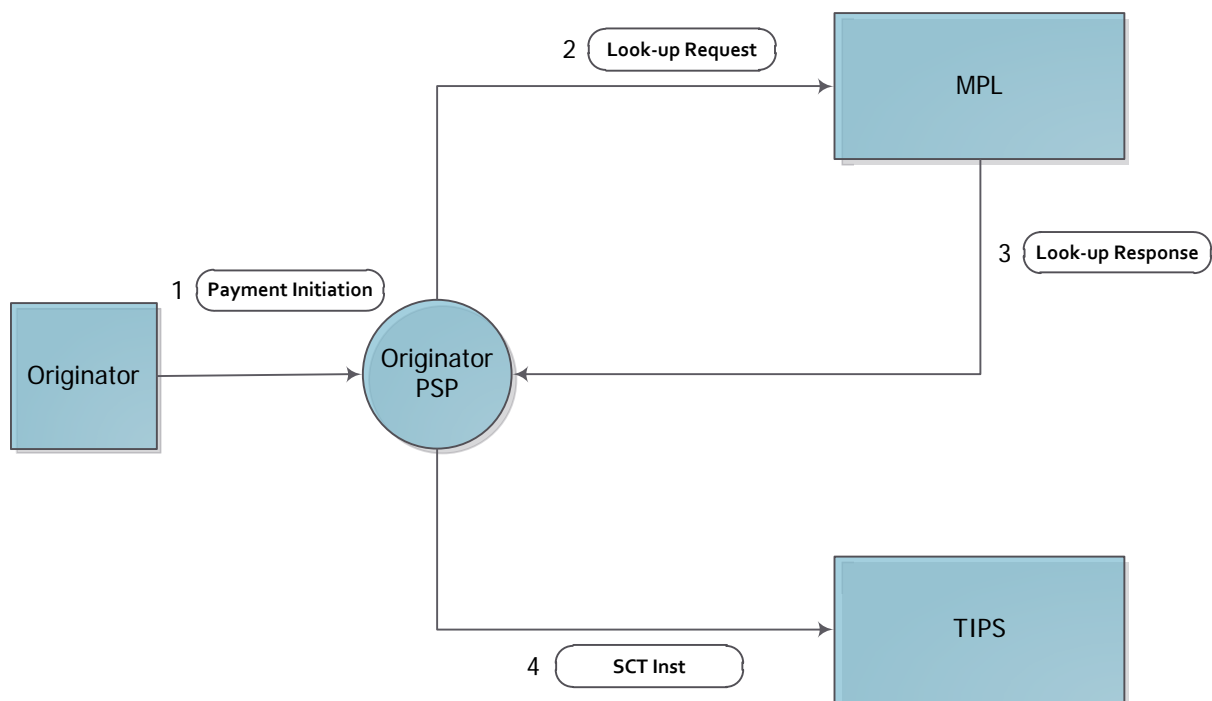 2 Look-up Request
MPL
3 Look-up Response
1 Payment Initiation
Originator
Originator
PSP
TIPS
4 SCT Inst